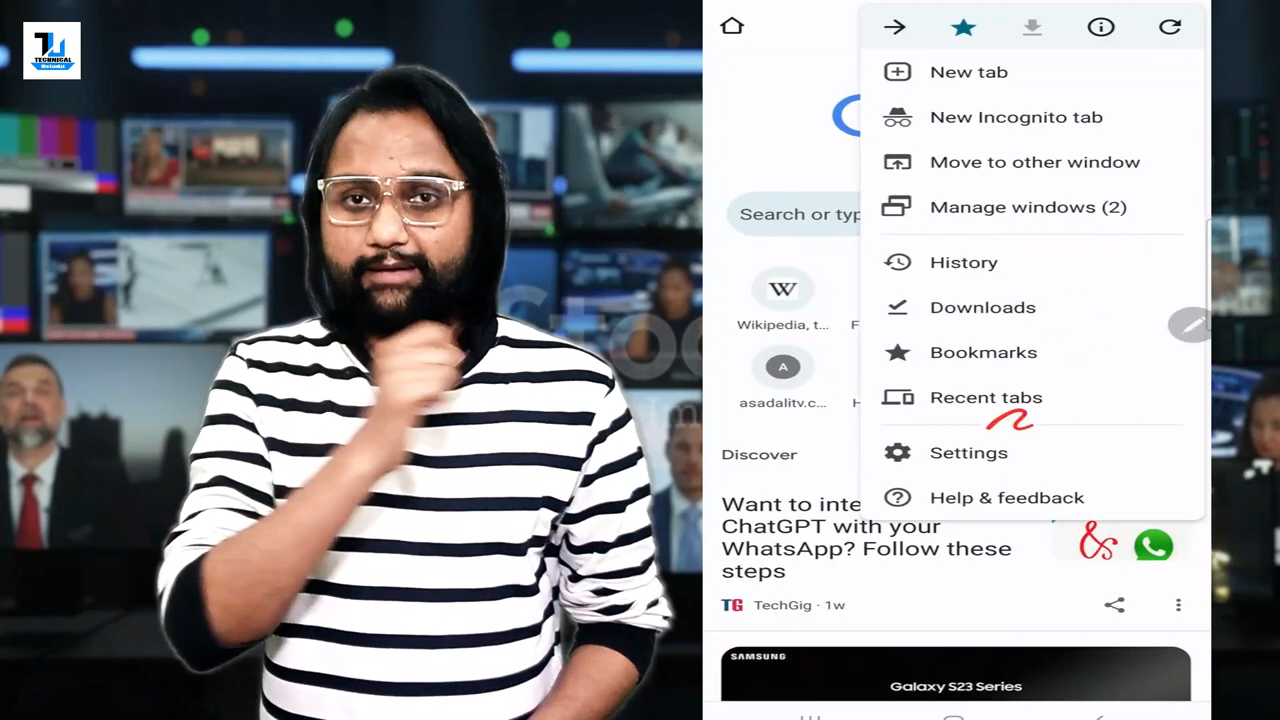 TECHNICAL
New tab
New Incognito tab
Move to other window
Manage windows (2)
Search or typ
History
Downloads
Bookmarks
Recent tabs
Settings
Help & feedback
W
Wikipedia, t...
F
A
asadalitv.c...
H
Discover
Want to inte
ChatGPT with your
WhatsApp? Follow these
steps
&
TG TechGig · 1w
SAMSUNG
Galaxy S23 Series